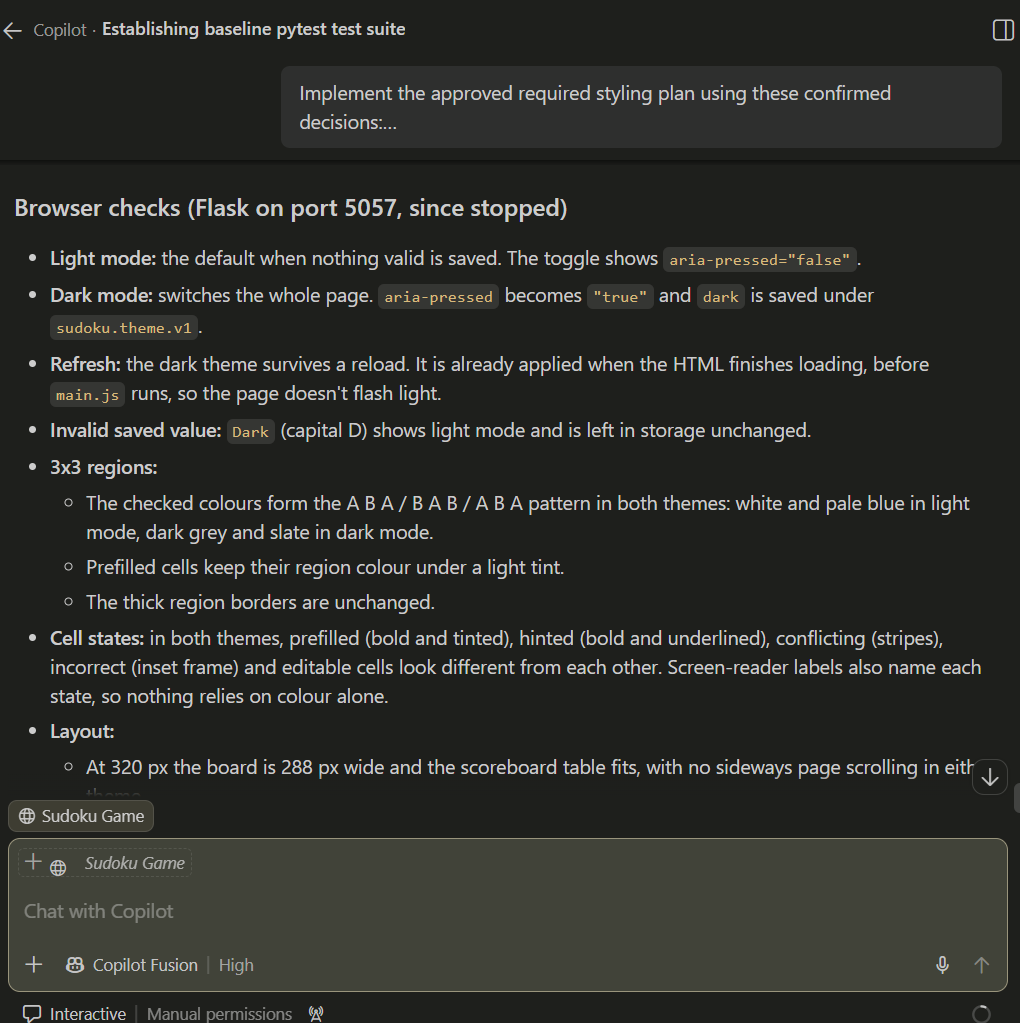 Copilot · Establishing baseline pytest test suite
Implement the approved required styling plan using these confirmed
decisions:...
Browser checks (Flask on port 5057, since stopped)
Light mode: the default when nothing valid is saved. The toggle shows aria-pressed="false".
Dark mode: switches the whole page. aria-pressed becomes "true" and dark is saved under
sudoku.theme.v1.
Refresh: the dark theme survives a reload. It is already applied when the HTML finishes loading, before
main.js runs, so the page doesn't flash light.
Invalid saved value: Dark (capital D) shows light mode and is left in storage unchanged.
3x3 regions:
The checked colours form the A B A / B A B / A B A pattern in both themes: white and pale blue in light
mode, dark grey and slate in dark mode.
Prefilled cells keep their region colour under a light tint.
The thick region borders are unchanged.
Cell states: in both themes, prefilled (bold and tinted), hinted (bold and underlined), conflicting (stripes),
incorrect (inset frame) and editable cells look different from each other. Screen-reader labels also name each
state, so nothing relies on colour alone.
Layout:
At 320 px the board is 288 px wide and the scoreboard table fits, with no sideways page scrolling in eith
Sudoku Game
Sudoku Game
Chat with Copilot
Copilot Fusion | High
Interactive | Manual permissions